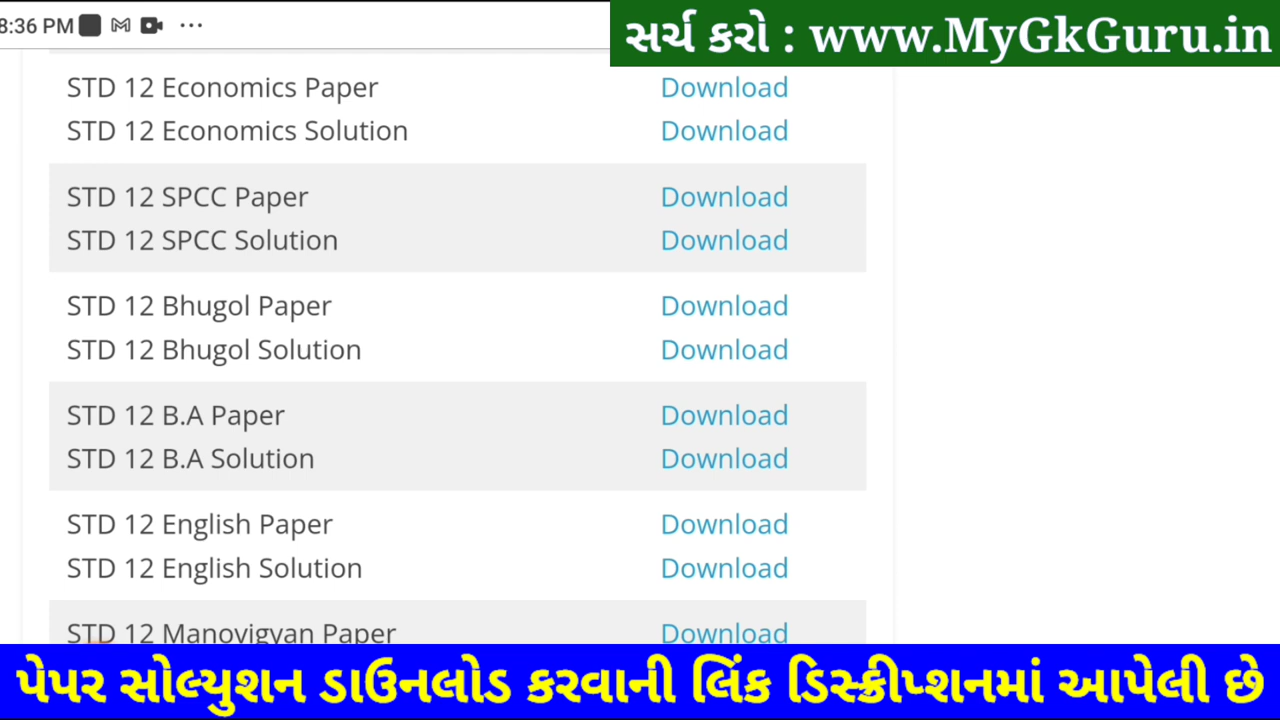 8:36 PM
સર્ચ કરો : www.MyGkGuru.in
STD 12 Economics Paper Download
STD 12 Economics Solution Download
STD 12 SPCC Paper Download
STD 12 SPCC Solution Download
STD 12 Bhugol Paper Download
STD 12 Bhugol Solution Download
STD 12 B.A Paper Download
STD 12 B.A Solution Download
STD 12 English Paper Download
STD 12 English Solution Download
STD 12 Manovigyan Paper Download
પેપર સોલ્યુશન ડાઉનલોડ કરવાની લિંક ડિસ્ક્રીપ્શનમાં આપેલી છે